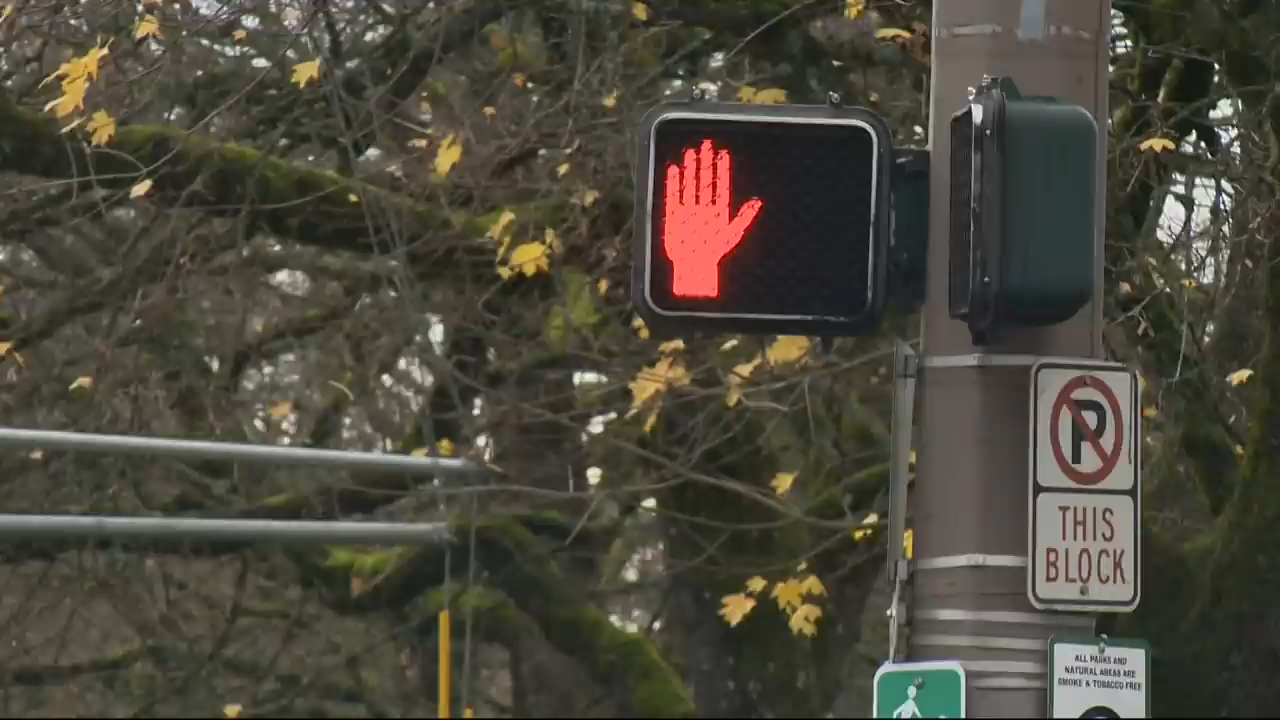 P
THIS
BLOCK
ALL PARKS AND
NATURAL AREAS ARE
SMOKE & TOBACCO FREE